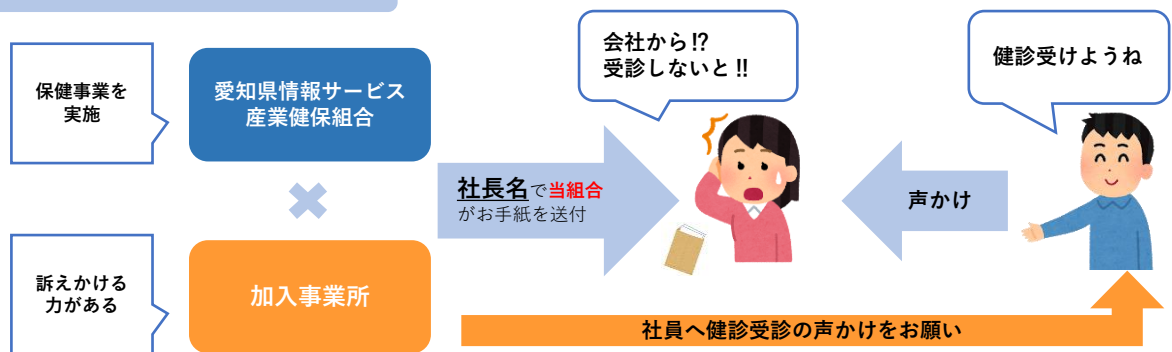 保健事業を
実施
愛知県情報サービス
産業健保組合
会社から!?
受診しないと!!
健診受けようね
社長名で当組合
がお手紙を送付
声かけ
訴えかける
力がある
加入事業所
社員へ健診受診の声かけをお願い